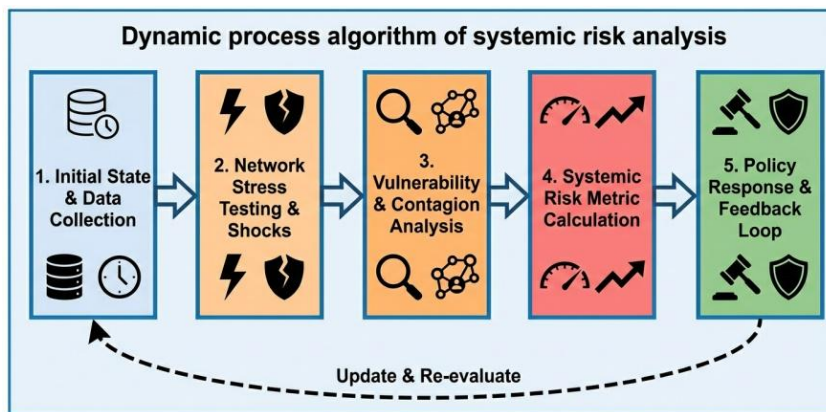 Dynamic process algorithm of systemic risk analysis
1. Initial State
& Data
Collection
2. Network
Stress
Testing &
Shocks
3.
Vulnerability
& Contagion
Analysis
4. Systemic
Risk Metric
Calculation
5. Policy
Response &
Feedback
Loop
Update & Re-evaluate